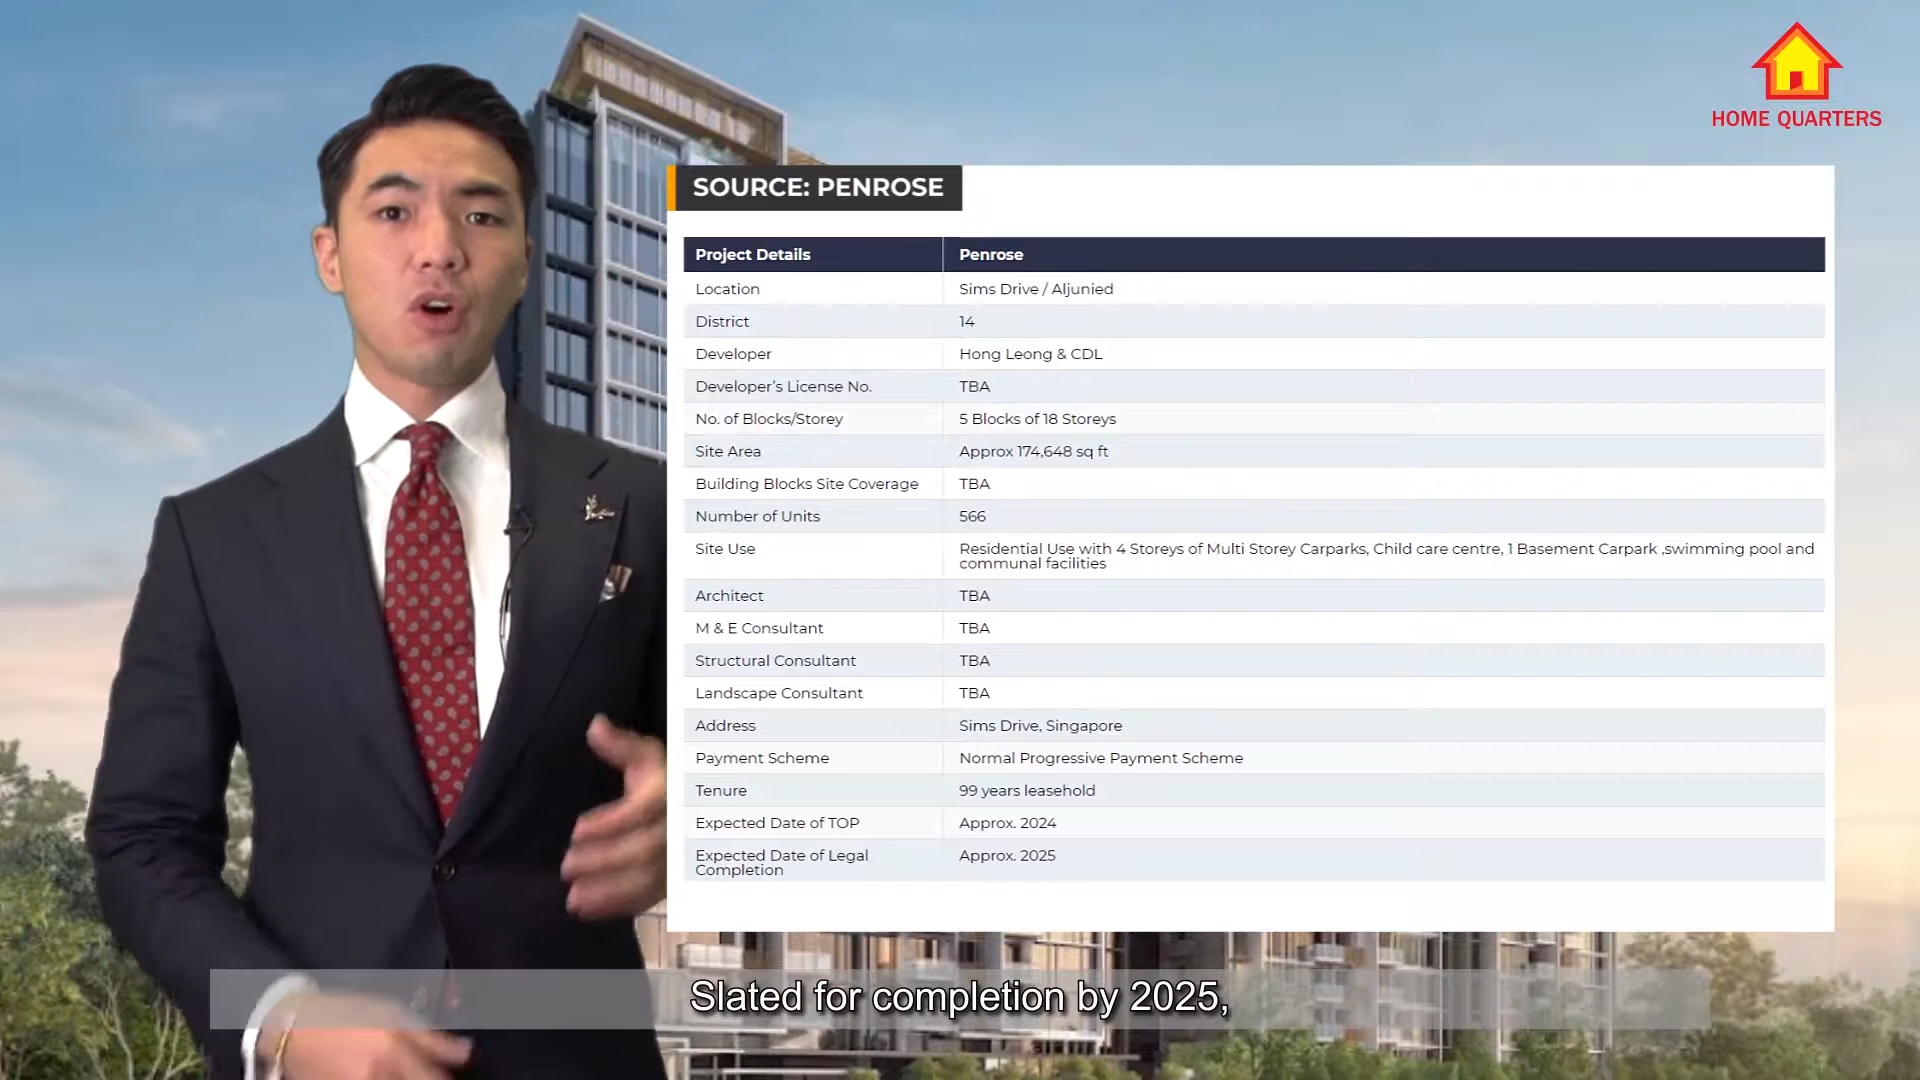 HOME QUARTERS
SOURCE: PENROSE
Project Details Penrose
Location Sims Drive / Aljunied
District 14
Developer Hong Leong & CDL
Developer's License No. TBA
No. of Blocks/Storey 5 Blocks of 18 Storeys
Site Area Approx 174,648 sq ft
Building Blocks Site Coverage TBA
Number of Units 566
Site Use Residential Use with 4 Storeys of Multi Storey Carparks, Child care centre, 1 Basement Carpark ,swimming pool and
communal facilities
Architect TBA
M & E Consultant TBA
Structural Consultant TBA
Landscape Consultant TBA
Address Sims Drive, Singapore
Payment Scheme Normal Progressive Payment Scheme
Tenure 99 years leasehold
Expected Date of TOP Approx. 2024
Expected Date of Legal Approx. 2025
Completion
Slated for completion by 2025,